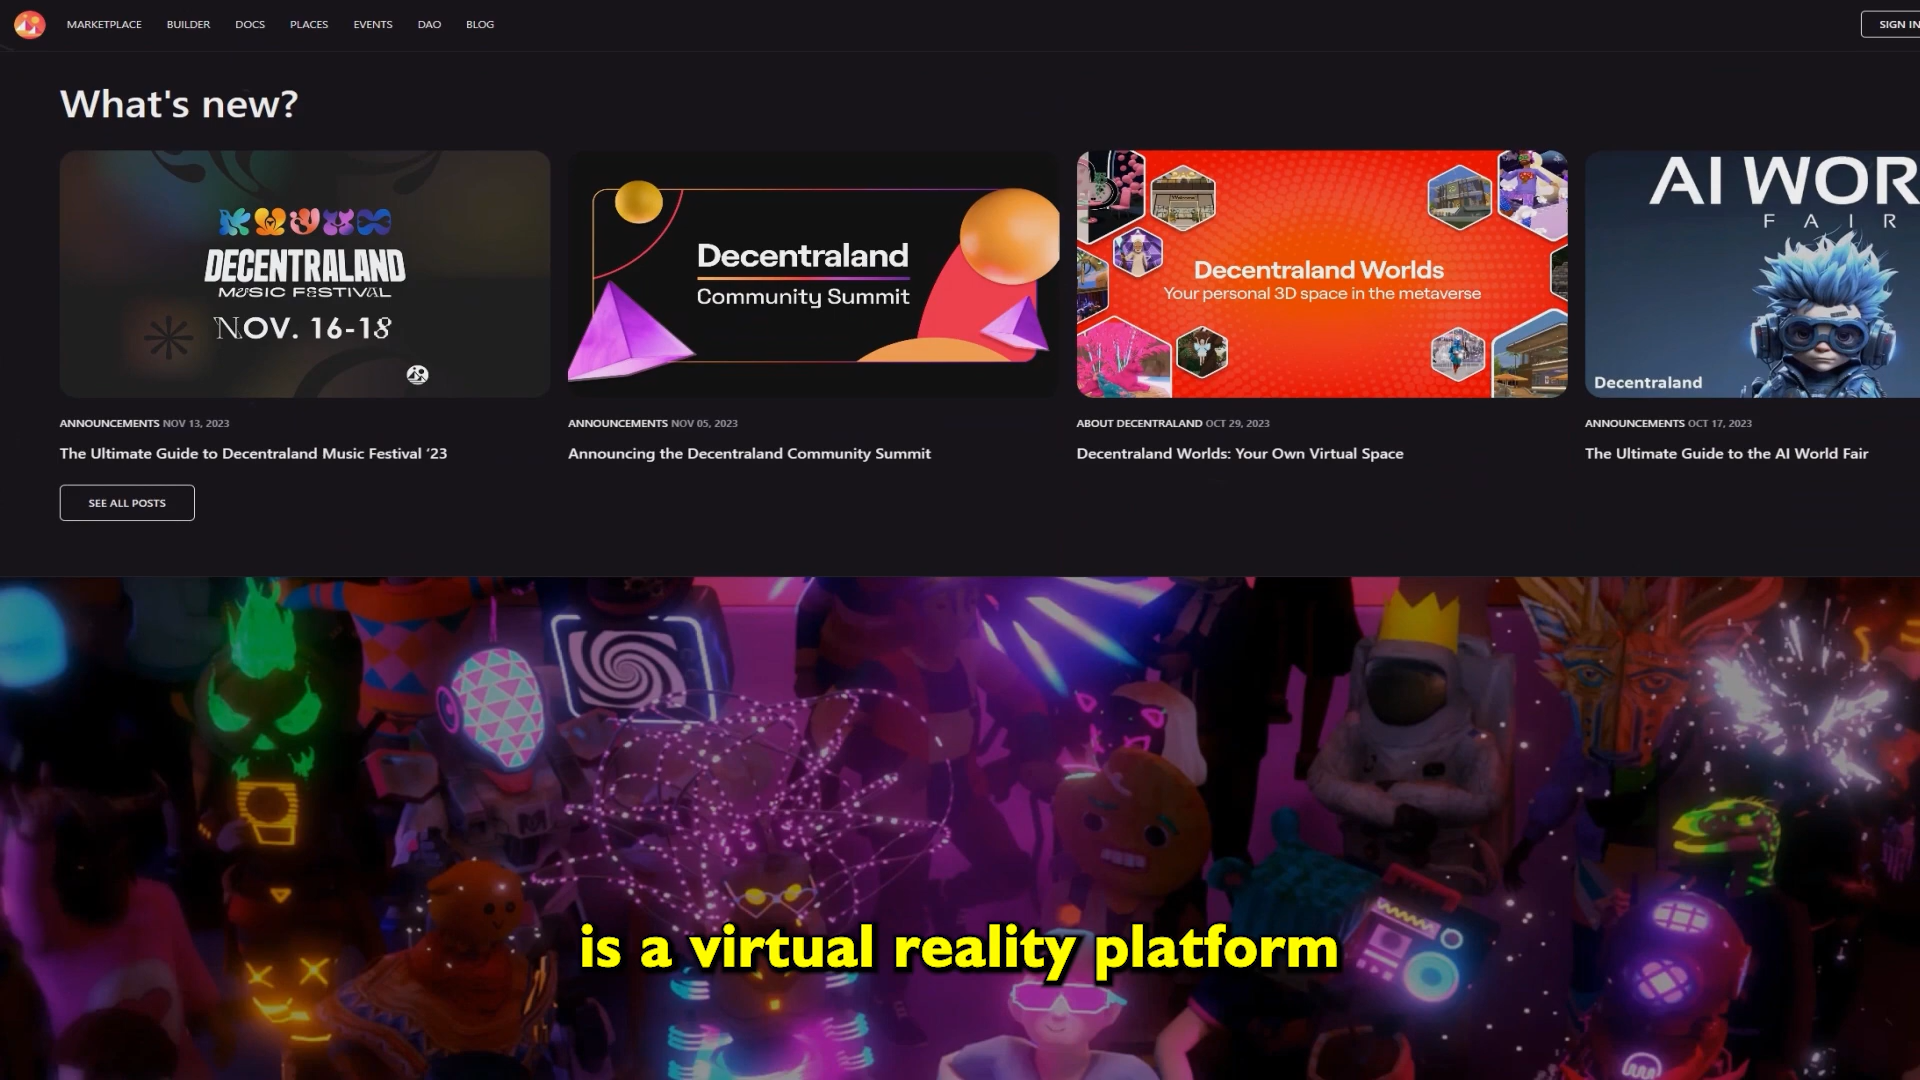 MARKETPLACE BUILDER DOCS PLACES EVENTS DAO BLOG SIGN IN
What's new?
DECENTRALAND
MUSIC FESTIVAL
NOV. 16-18
Decentraland
Community Summit
Decentraland Worlds
Your personal 3D space in the metaverse
AI WOR
FAIR
Decentraland
ANNOUNCEMENTS NOV 13, 2023
The Ultimate Guide to Decentraland Music Festival ‘23
ANNOUNCEMENTS NOV 05, 2023
Announcing the Decentraland Community Summit
ABOUT DECENTRALAND OCT 29, 2023
Decentraland Worlds: Your Own Virtual Space
ANNOUNCEMENTS OCT 17, 2023
The Ultimate Guide to the AI World Fair
SEE ALL POSTS
is a virtual reality platform